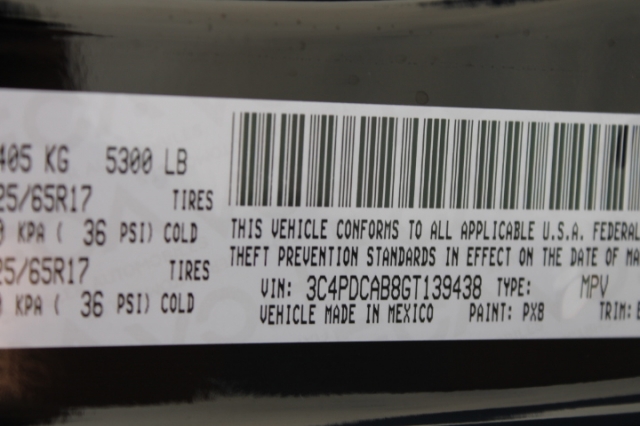 405 KG 5300 LB
25/65R17 TIRES
0 KPA ( 36 PSI) COLD
25/65R17 TIRES
0 KPA ( 36 PSI) COLD
THIS VEHICLE CONFORMS TO ALL APPLICABLE U.S.A. FEDERAL
THEFT PREVENTION STANDARDS IN EFFECT ON THE DATE OF MA
VIN: 3C4PDCAB8GT139438 TYPE: MPV
VEHICLE MADE IN MEXICO PAINT: PX8 TRIM: